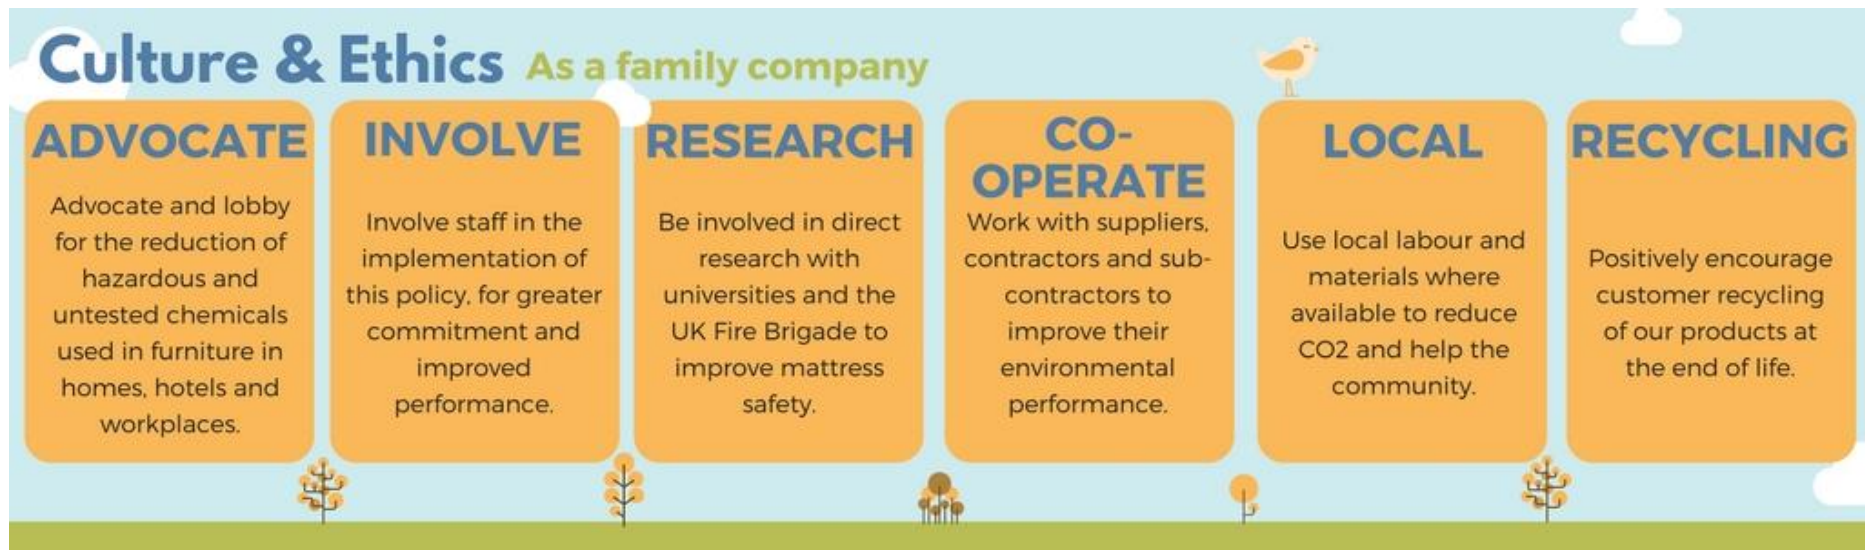 Culture & Ethics As a family company
ADVOCATE
Advocate and lobby
for the reduction of
hazardous and
untested chemicals
used in furniture in
homes, hotels and
workplaces.
INVOLVE
Involve staff in the
implementation of
this policy, for greater
commitment and
improved
performance.
RESEARCH
Be involved in direct
research with
universities and the
UK Fire Brigade to
improve mattress
safety.
CO-
OPERATE
Work with suppliers,
contractors and sub-
contractors to
improve their
environmental
performance.
LOCAL
Use local labour and
materials where
available to reduce
CO2 and help the
community.
RECYCLING
Positively encourage
customer recycling
of our products at
the end of life.